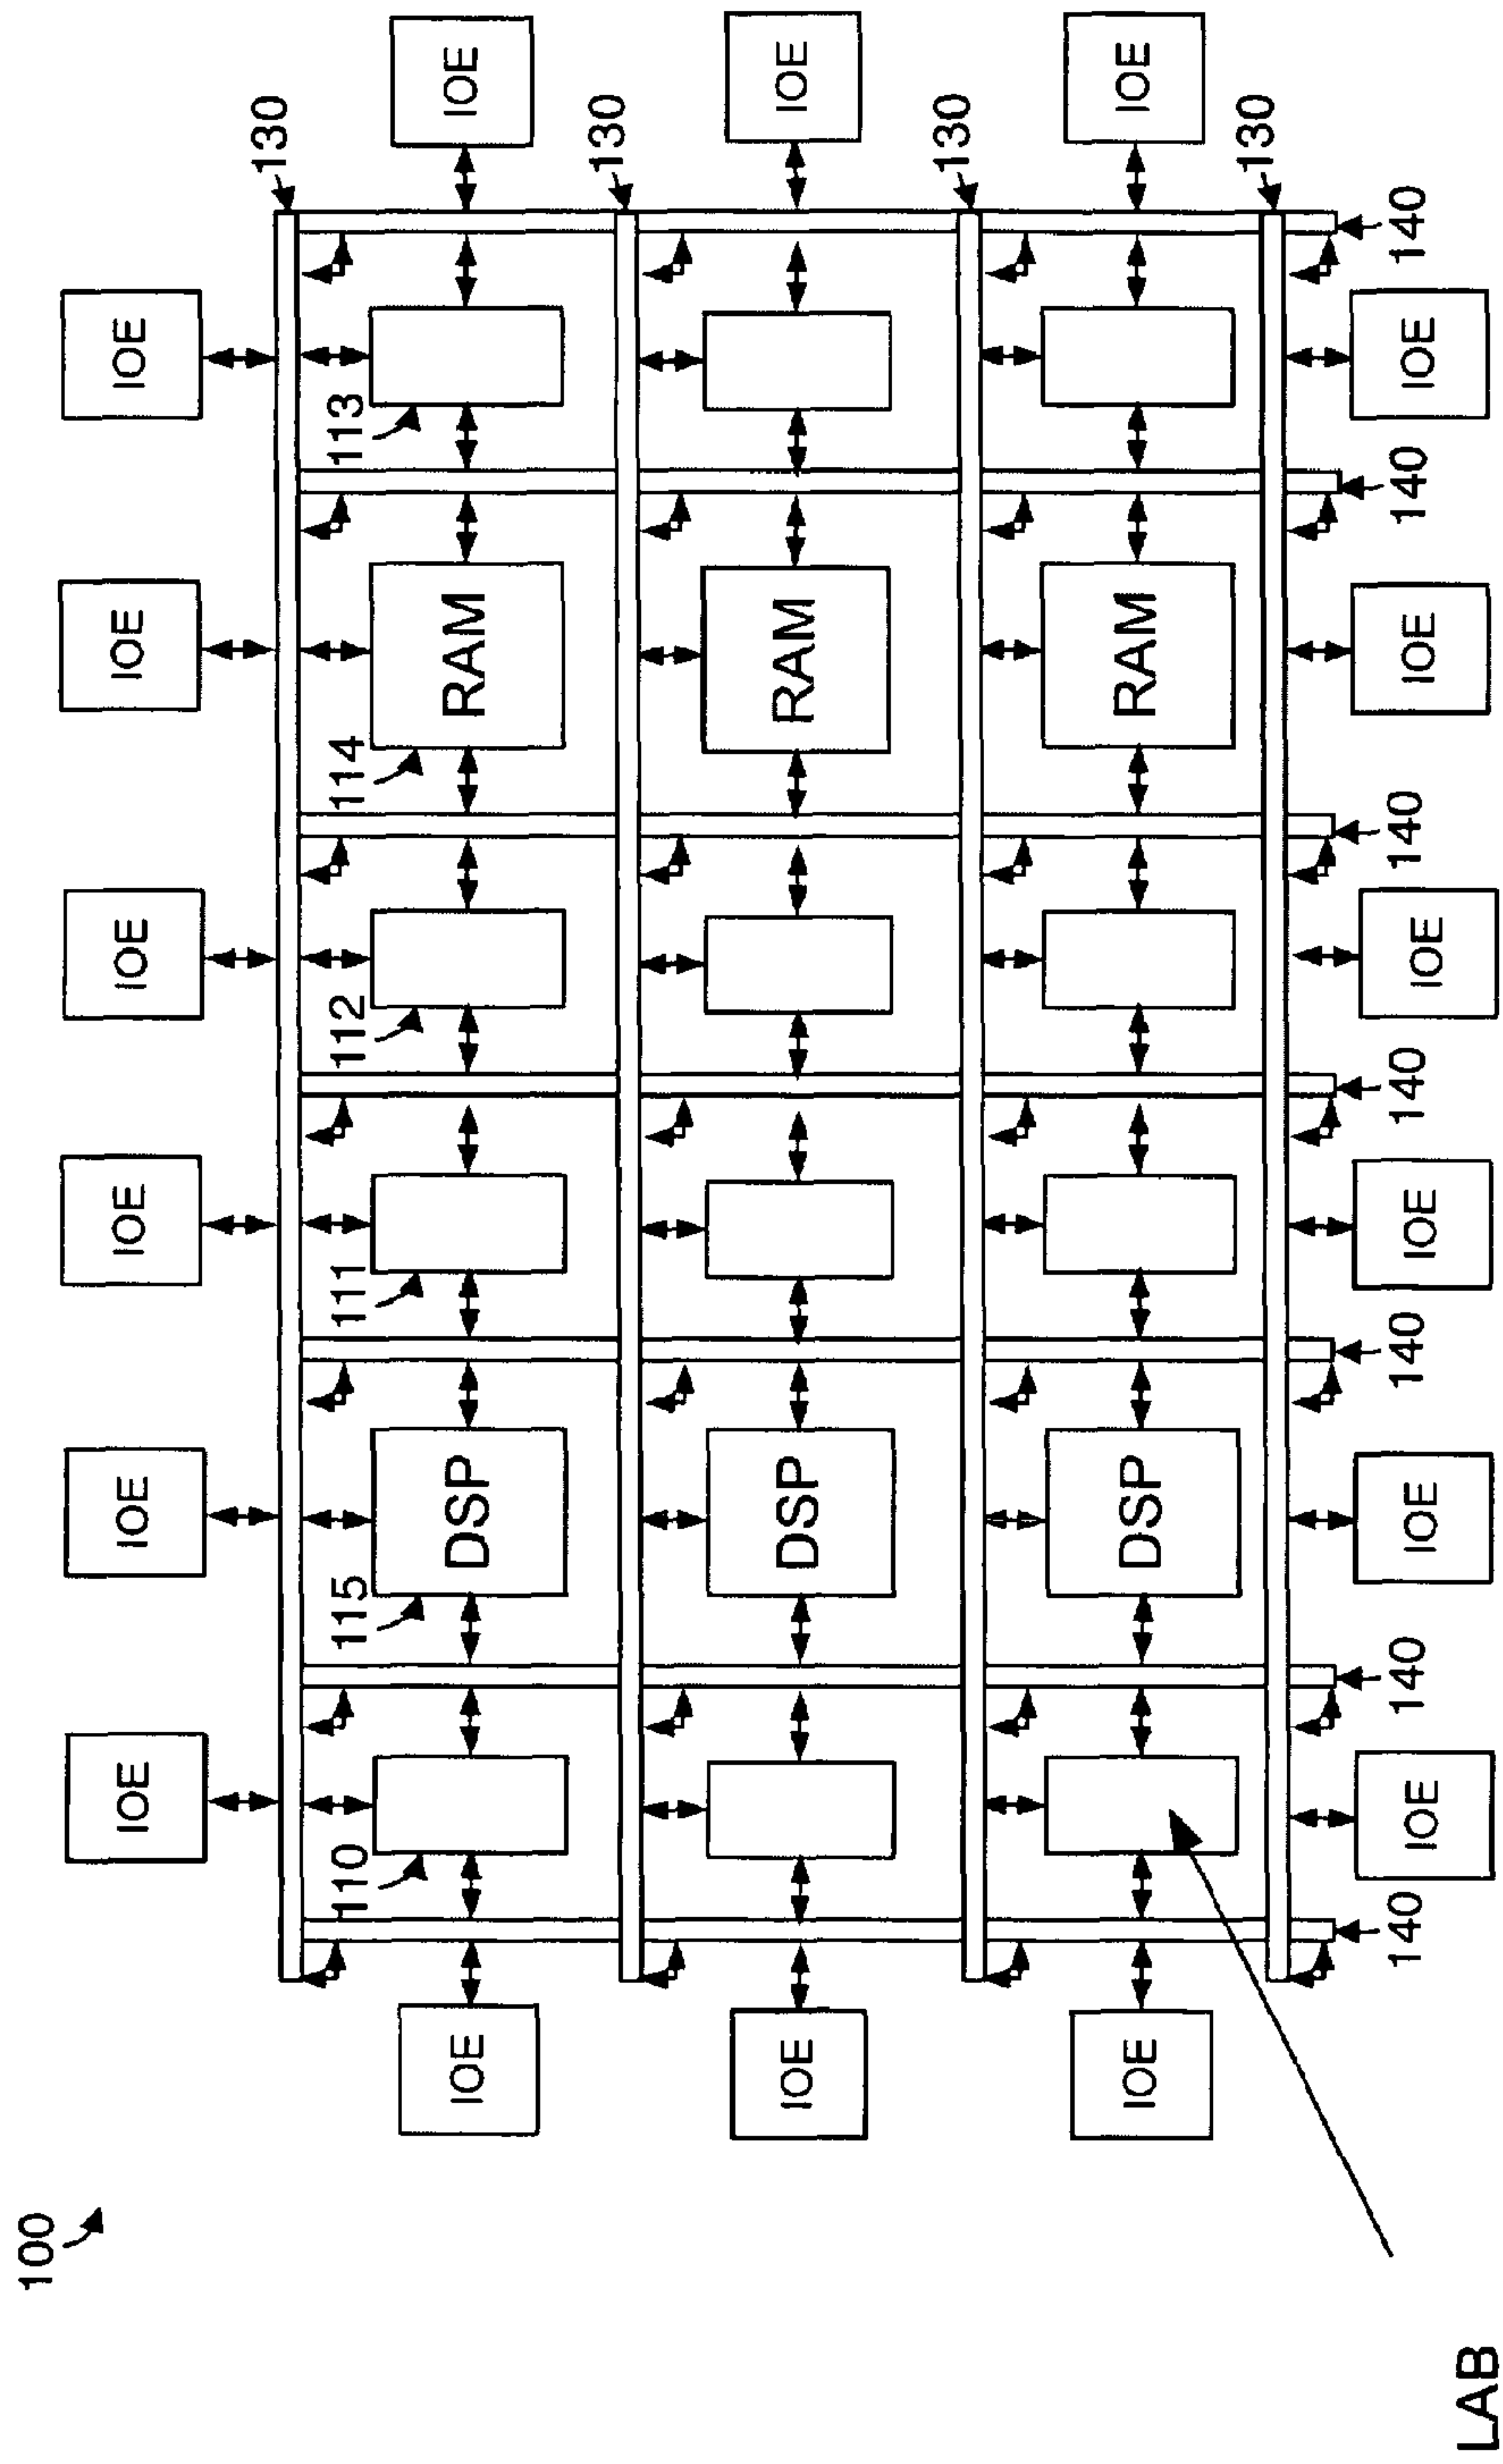 100
IOE IOE IOE IOE IOE IOE
130
110 115 111 112 114 113
IOE DSP RAM IOE
130
IOE DSP RAM IOE
130
IOE DSP RAM IOE
130
140 140 140 140 140 140 140
IOE IOE IOE IOE IOE IOE
LAB